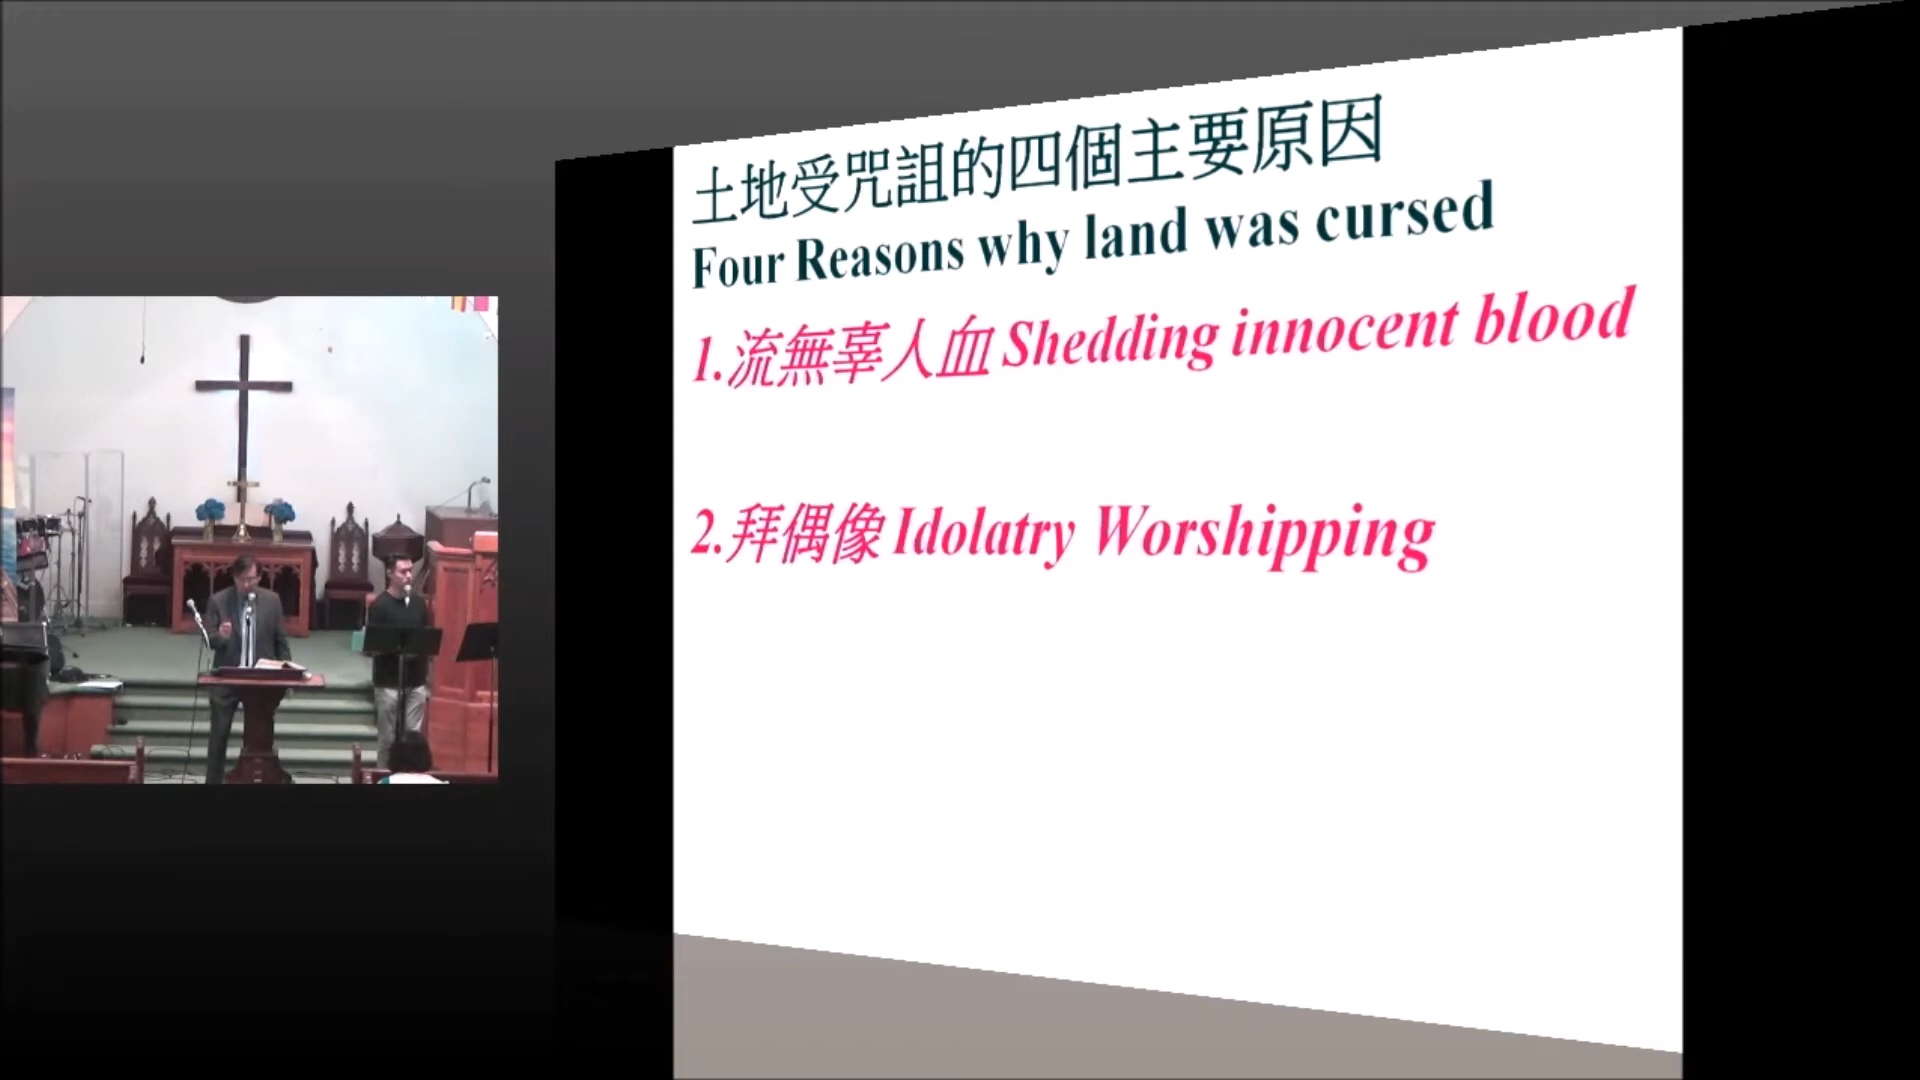 土地受咒詛的四個主要原因
Four Reasons why land was cursed
1.流無辜人血 Shedding innocent blood
2.拜偶像 Idolatry Worshipping